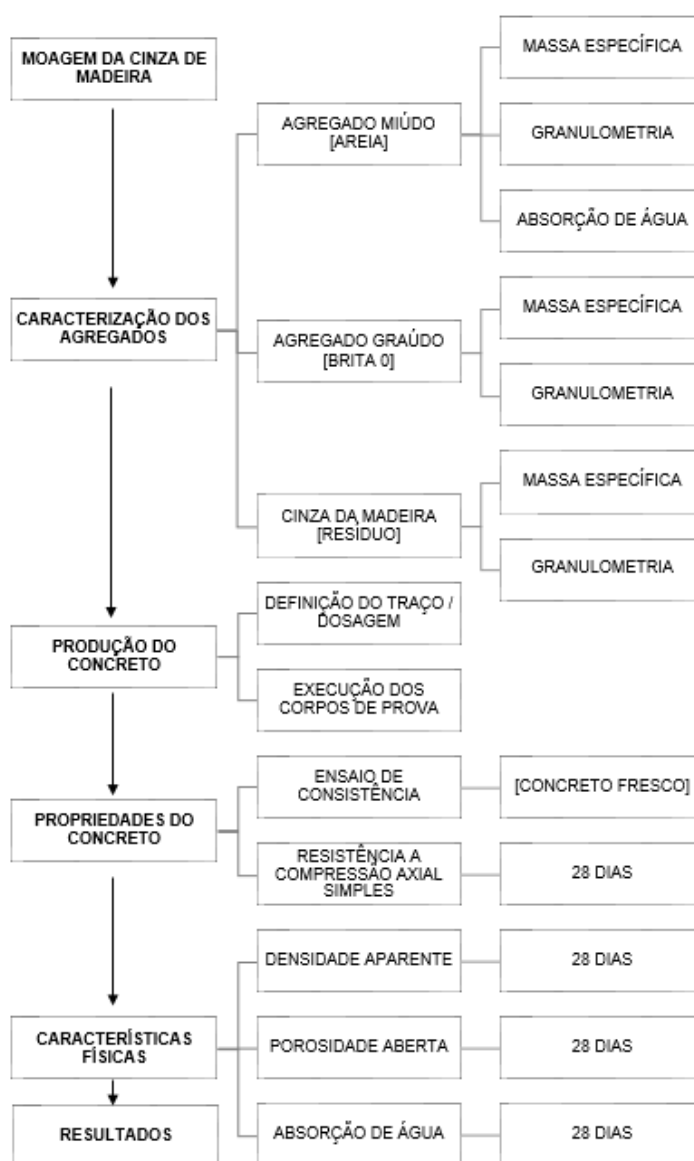 MOAGEM DA CINZA DE
MADEIRA
MASSA ESPECÍFICA
AGREGADO MIÚDO
[AREIA]
GRANULOMETRIA
ABSORÇÃO DE ÁGUA
CARACTERIZAÇÃO DOS
AGREGADOS
AGREGADO GRAÚDO
[BRITA 0]
MASSA ESPECÍFICA
GRANULOMETRIA
CINZA DA MADEIRA
[RESÍDUO]
MASSA ESPECÍFICA
GRANULOMETRIA
PRODUÇÃO DO
CONCRETO
DEFINIÇÃO DO TRAÇO /
DOSAGEM
EXECUÇÃO DOS
CORPOS DE PROVA
PROPRIEDADES DO
CONCRETO
ENSAIO DE
CONSISTÊNCIA
[CONCRETO FRESCO]
RESISTÊNCIA A
COMPRESSÃO AXIAL
SIMPLES
28 DIAS
CARACTERÍSTICAS
FÍSICAS
DENSIDADE APARENTE
28 DIAS
POROSIDADE ABERTA
28 DIAS
ABSORÇÃO DE ÁGUA
28 DIAS
RESULTADOS